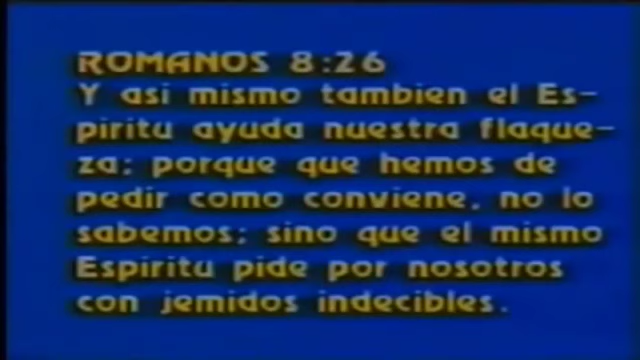 ROMANOS 8:26
Y asi mismo tambien el Es-
piritu ayuda nuestra flaque-
za; porque que hemos de
pedir como conviene, no lo
sabemos; sino que el mismo
Espiritu pide por nosotros
con jemidos indecibles.